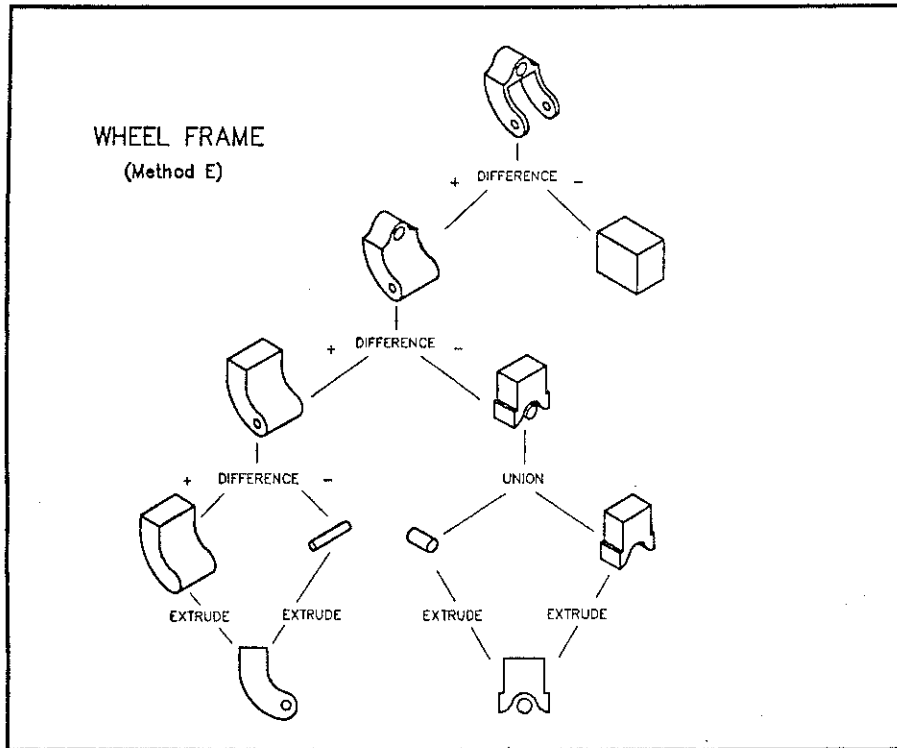 WHEEL FRAME
(Method E)
+ DIFFERENCE -
+ DIFFERENCE -
+ DIFFERENCE -
UNION
EXTRUDE EXTRUDE EXTRUDE EXTRUDE